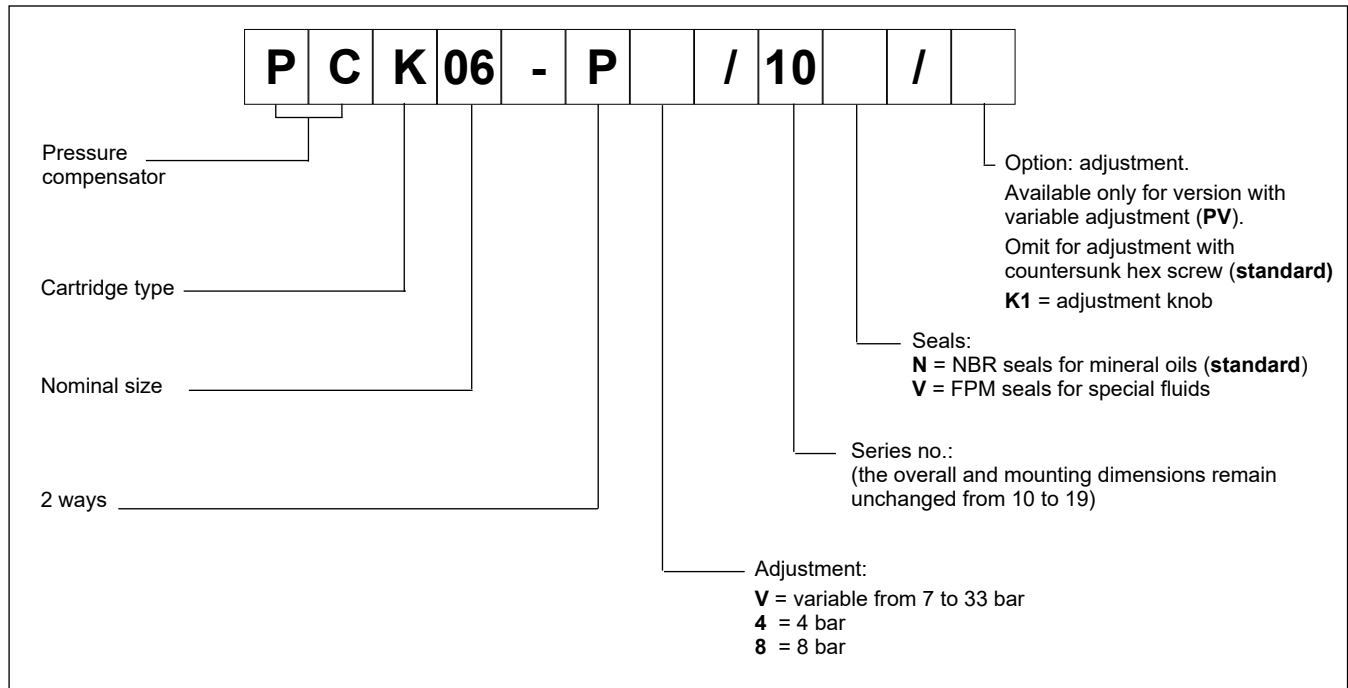 P C K 06 - P / 10 /
Pressure
compensator
Cartridge type
Nominal size
2 ways
Option: adjustment.
Available only for version with
variable adjustment (PV).
Omit for adjustment with
countersunk hex screw (standard)
K1 = adjustment knob
Seals:
N = NBR seals for mineral oils (standard)
V = FPM seals for special fluids
Series no.:
(the overall and mounting dimensions remain
unchanged from 10 to 19)
Adjustment:
V = variable from 7 to 33 bar
4 = 4 bar
8 = 8 bar